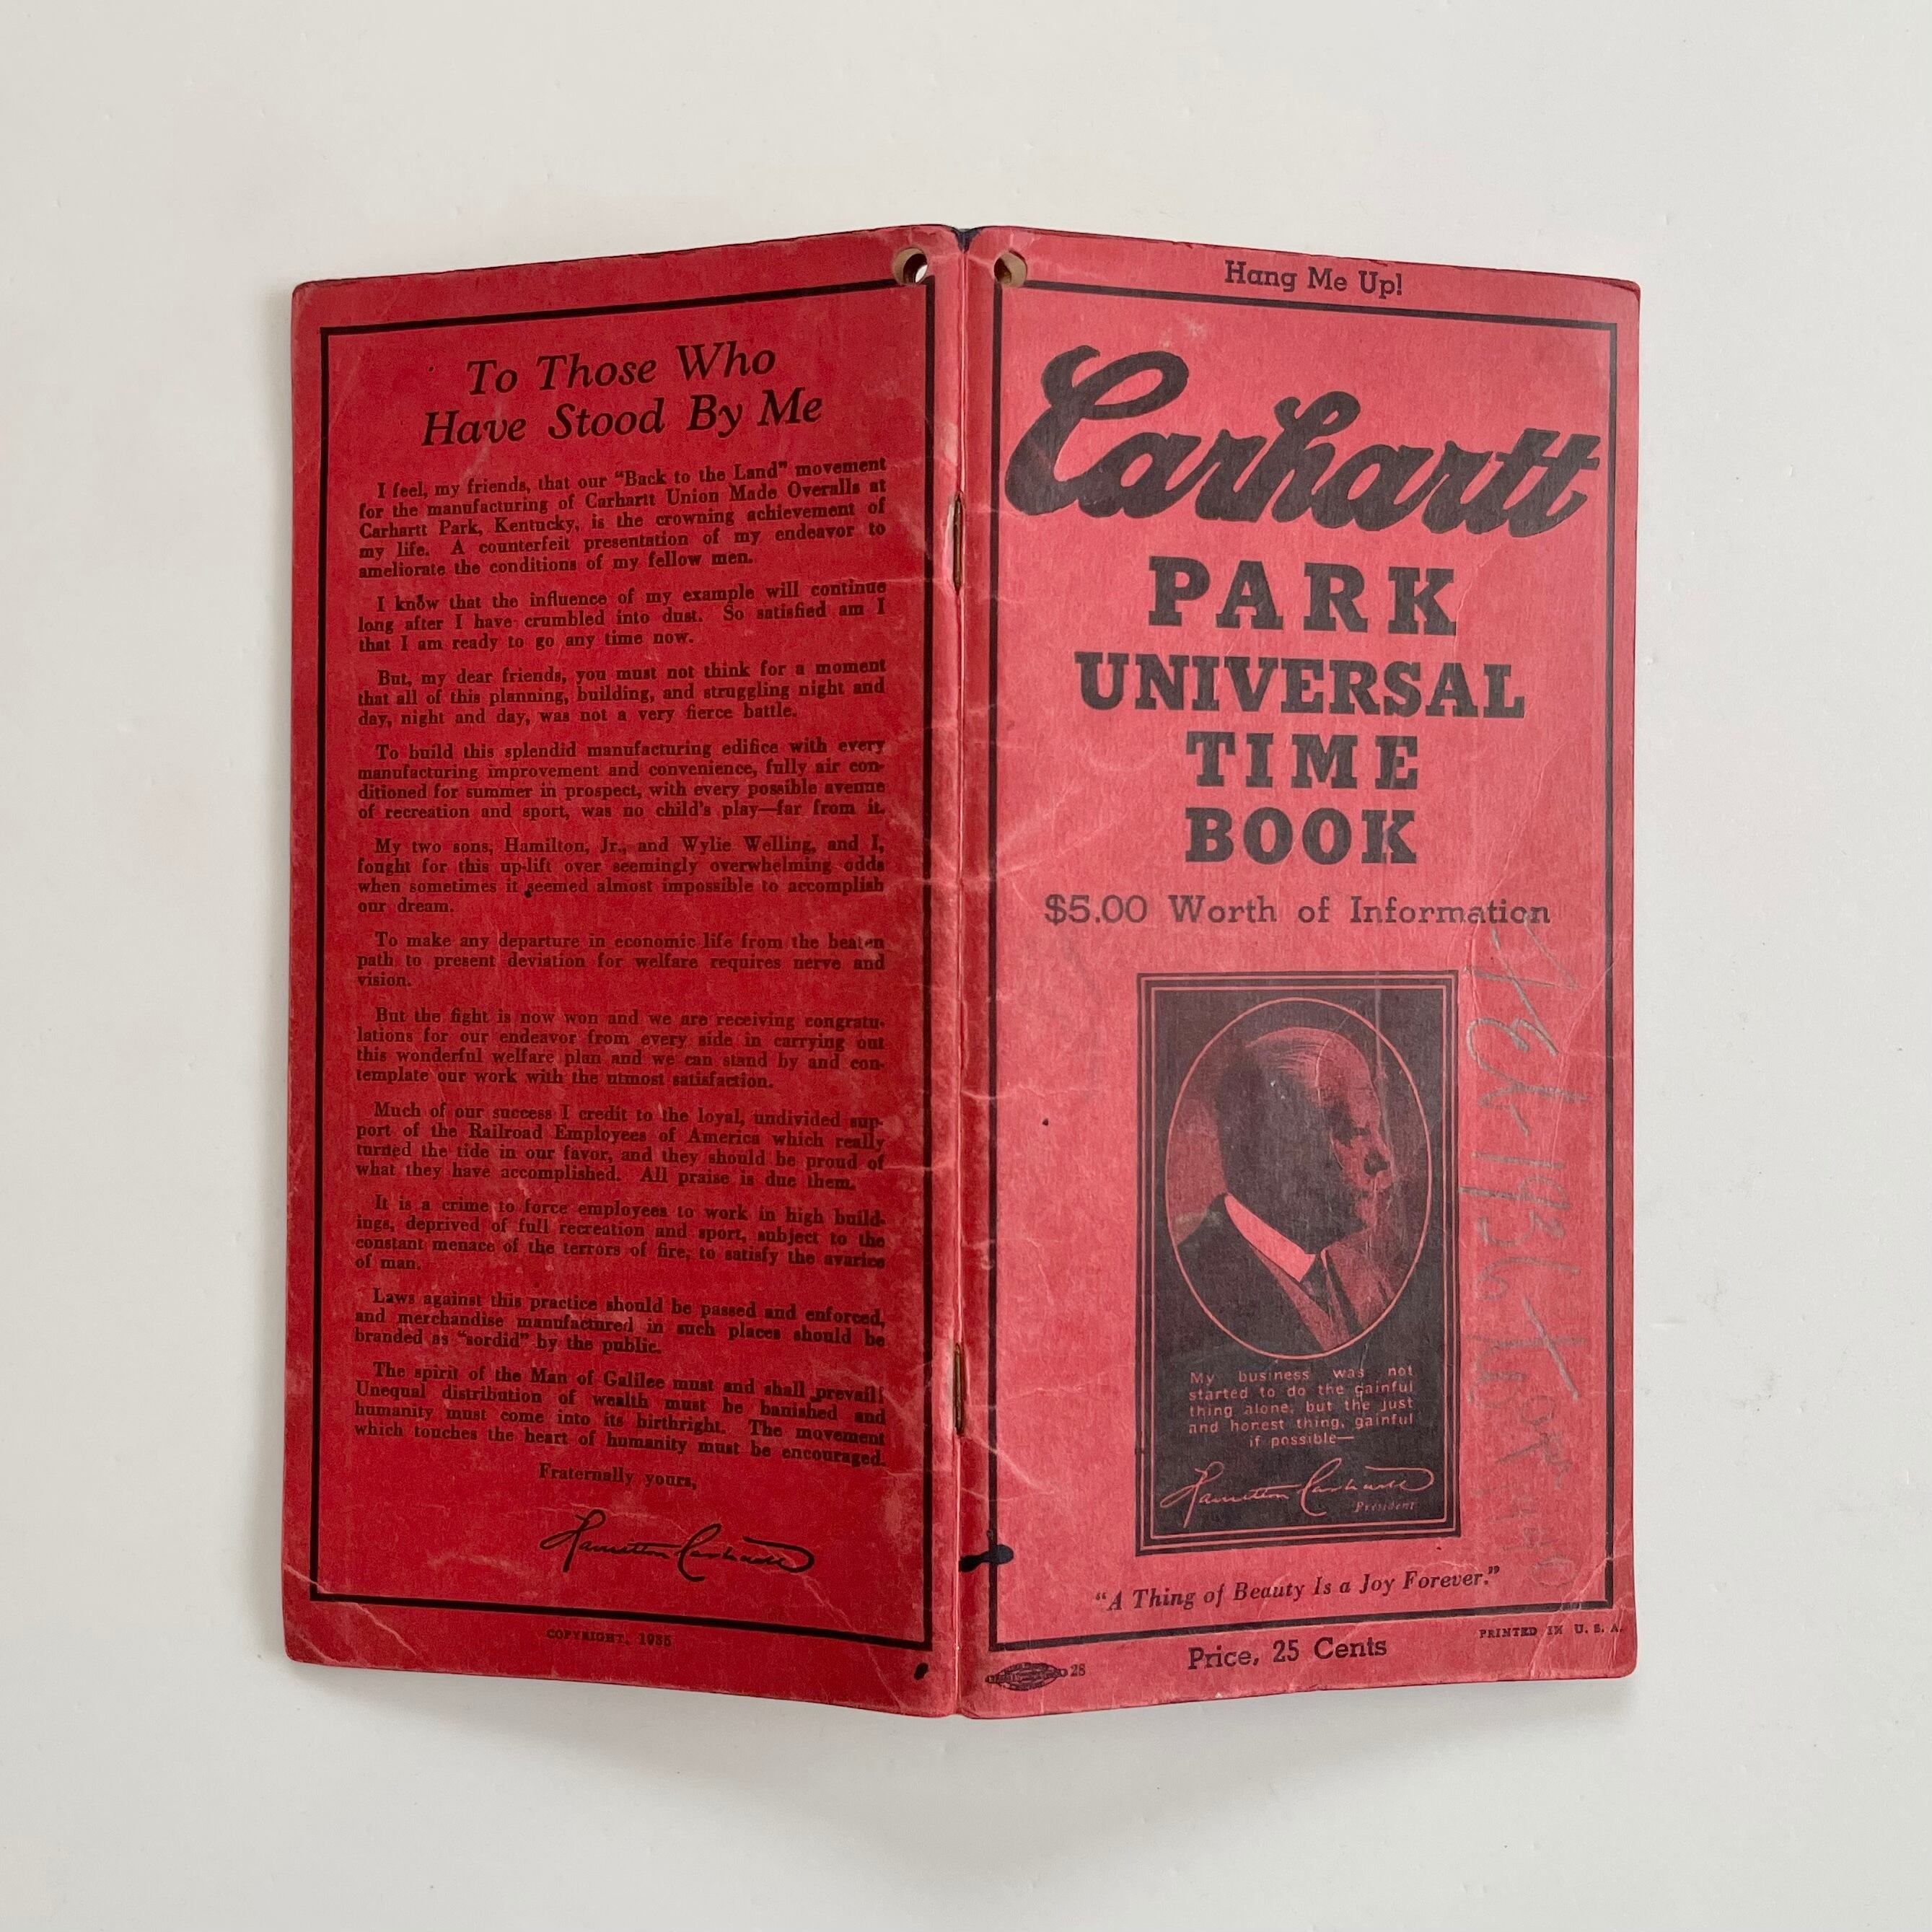 To Those Who
Have Stood By Me
I feel, my friends, that our “Back to the Land” movement
for the manufacturing of Carhartt Union Made Overalls at
Carhartt Park, Kentucky, is the crowning achievement of
my life. A counterfeit presentation of my endeavor to
ameliorate the conditions of my fellow men.
I know that the influence of my example will continue
long after I have crumbled into dust. So satisfied am I
that I am ready to go any time now.
But, my dear friends, you must not think for a moment
that all of this planning, building, and struggling night and
day, night and day, was not a very fierce battle.
To build this splendid manufacturing edifice with every
manufacturing improvement and convenience, fully air con-
ditioned for summer in prospect, with every possible avenue
of recreation and sport, was no child's play—far from it.
My two sons, Hamilton, Jr., and Wylie Welling, and I,
fought for this up-lift over seemingly overwhelming odds
when sometimes it seemed almost impossible to accomplish
our dream.
To make any departure in economic life from the beaten
path to present deviation for welfare requires nerve and
vision.
But the fight is now won and we are receiving congratu-
lations for our endeavor from every side in carrying out
this wonderful welfare plan and we can stand by and con-
template our work with the utmost satisfaction.
Much of our success I credit to the loyal, undivided sup-
port of the Railroad Employees of America which really
turned the tide in our favor, and they should be proud of
what they have accomplished. All praise is due them.
It is a crime to force employees to work in high build-
ings, deprived of full recreation and sport, subject to the
constant menace of the terrors of fire, to satisfy the avarice
of man.
Laws against this practice should be passed and enforced,
and merchandise manufactured in such places should be
branded as “sordid” by the public.
The spirit of the Man of Galilee must and shall prevail!
Unequal distribution of wealth must be banished and
humanity must come into its birthright. The movement
which touches the heart of humanity must be encouraged.
Fraternally yours,
Hamilton Carhartt
COPYRIGHT, 1935
Hang Me Up!
Carhartt
PARK
UNIVERSAL
TIME
BOOK
$5.00 Worth of Information
My business was not
started to do the gainful
thing alone; but the just
and honest thing, gainful
if possible—
Hamilton Carhartt
President
“A Thing of Beauty Is a Joy Forever.”
Price, 25 Cents
PRINTED IN U. S. A.
28
1936